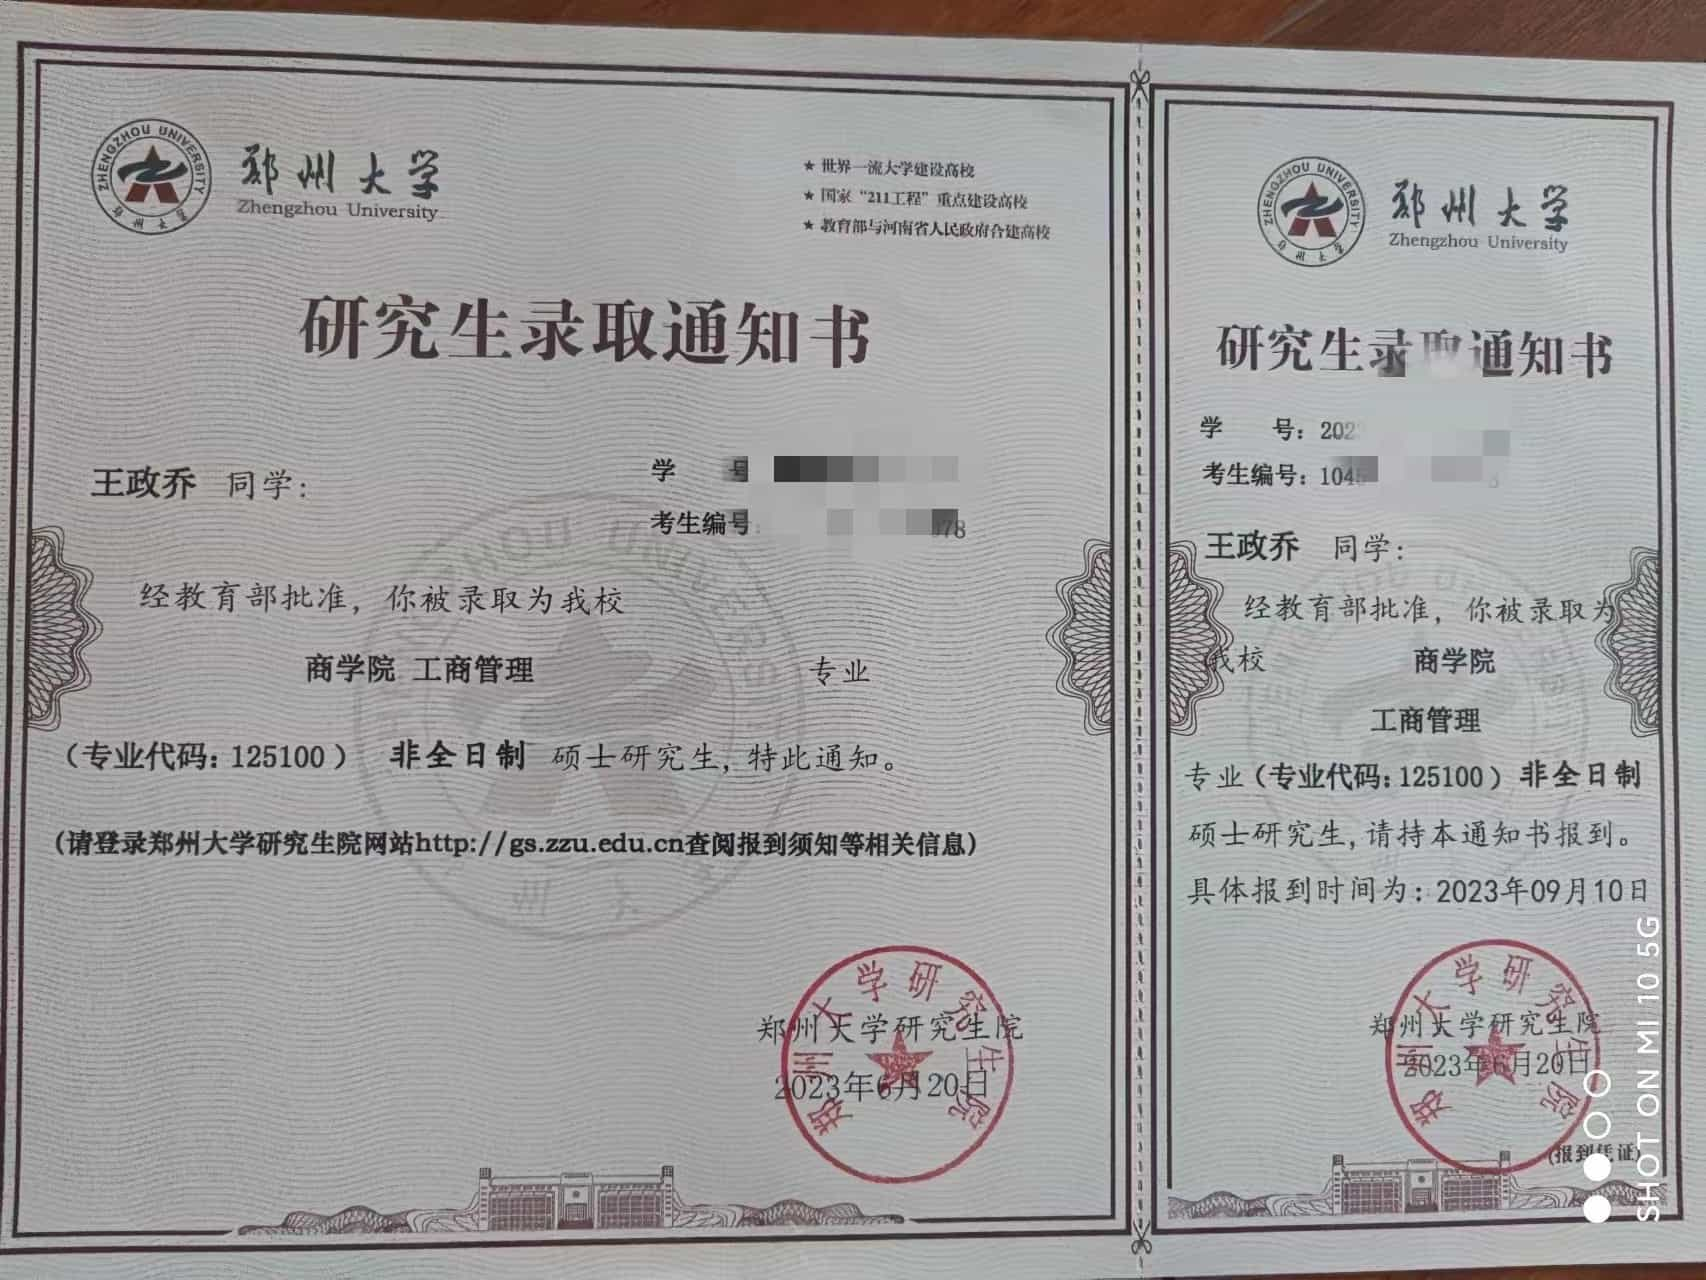 ZHENGZHOU UNIVERSITY
郑州大学
郑州大学
Zhengzhou University
★ 世界一流大学建设高校
★ 国家“211工程”重点建设高校
★ 教育部与河南省人民政府合建高校
研究生录取通知书
学 号
王政乔 同学:
考生编号: 078
经教育部批准，你被录取为我校
商学院 工商管理 专业
（专业代码: 125100） 非全日制 硕士研究生, 特此通知。
(请登录郑州大学研究生院网站http://gs.zzu.edu.cn查阅报到须知等相关信息)
郑州大学研究生院
2023年6月20日
郑州大学研究生院
ZHENGZHOU UNIVERSITY
郑州大学
郑州大学
Zhengzhou University
研究生录取通知书
学 号: 202
考生编号: 104
王政乔 同学:
经教育部批准，你被录取为
我校 商学院
工商管理
专业（专业代码: 125100）非全日制
硕士研究生, 请持本通知书报到。
具体报到时间为: 2023年09月10日
郑州大学研究生院
2023年6月20日
郑州大学研究生院
(报到凭证)
SHOT ON MI 10 5G